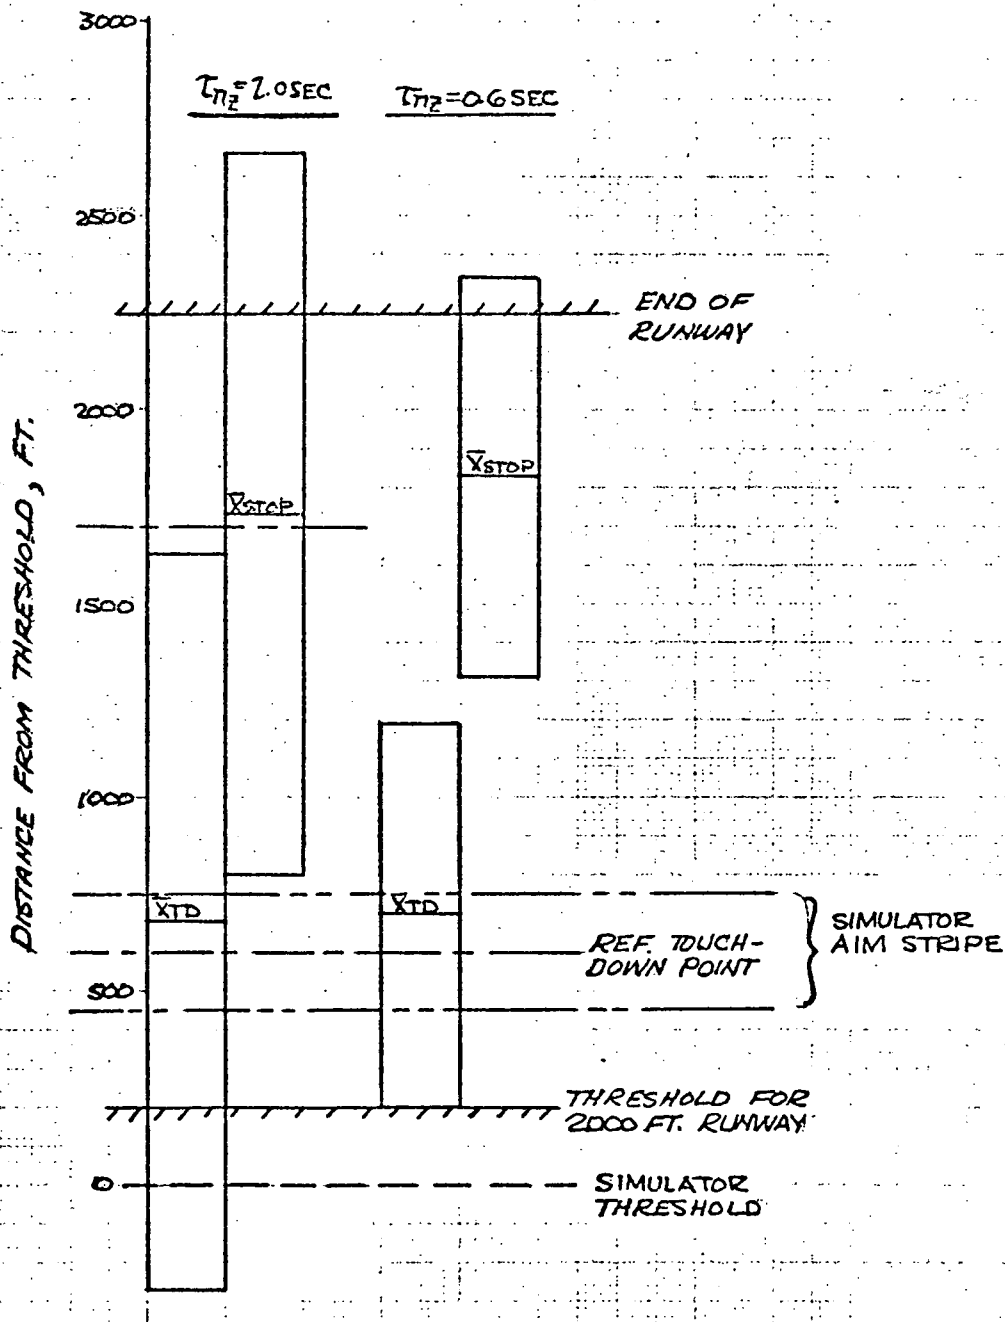 3000
τnz=2.0SEC τnz=0.6SEC
2500
END OF
RUNWAY
2000
X̄STOP
X̄STOP
1500
DISTANCE FROM THRESHOLD, FT.
1000
X̄TD
X̄TD
SIMULATOR
AIM STRIPE
REF. TOUCH-
DOWN POINT
500
THRESHOLD FOR
2000 FT. RUNWAY
0
SIMULATOR
THRESHOLD